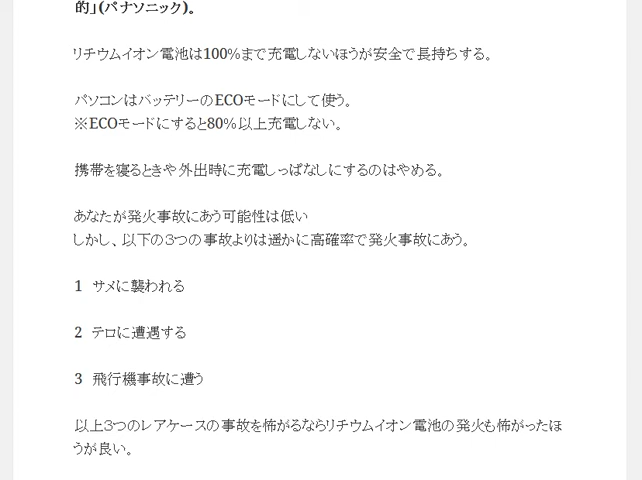 的」(パナソニック)。
リチウムイオン電池は100%まで充電しないほうが安全で長持ちする。
パソコンはバッテリーのECOモードにして使う。
※ECOモードにすると80%以上充電しない。
携帯を寝るときや外出時に充電しっぱなしにするのはやめる。
あなたが発火事故にあう可能性は低い
しかし、以下の３つの事故よりは遥かに高確率で発火事故にあう。
1 サメに襲われる
2 テロに遭遇する
3 飛行機事故に遭う
以上３つのレアケースの事故を怖がるならリチウムイオン電池の発火も怖がったほ
うが良い。